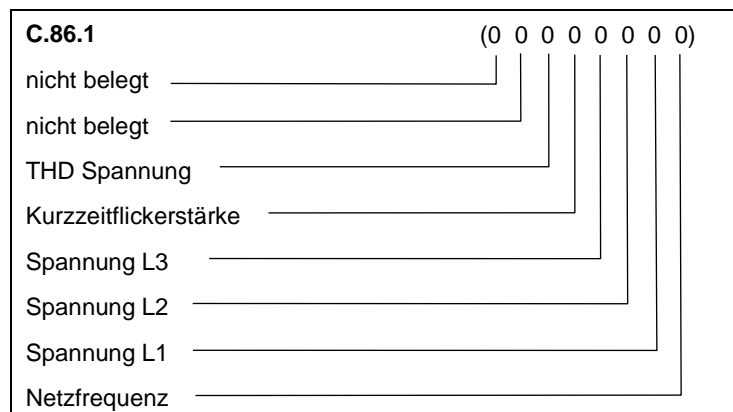 C.86.1 (0 0 0 0 0 0 0 0)
nicht belegt
nicht belegt
THD Spannung
Kurzzeitflickerstärke
Spannung L3
Spannung L2
Spannung L1
Netzfrequenz